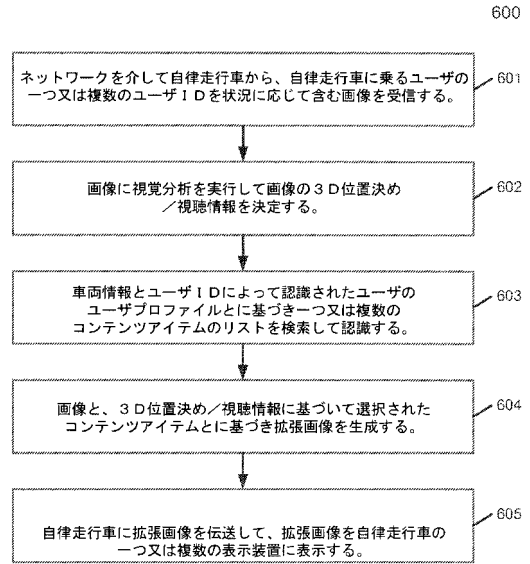 600
ネットワークを介して自律走行車から、自律走行車に乗るユーザの
一つ又は複数のユーザIDを状況に応じて含む画像を受信する。
601
画像に視覚分析を実行して画像の3D位置決め
/視聴情報を決定する。
602
車両情報とユーザIDによって認識されたユーザの
ユーザプロファイルとに基づき一つ又は複数の
コンテンツアイテムのリストを検索して認識する。
603
画像と、3D位置決め/視聴情報に基づいて選択された
コンテンツアイテムとに基づき拡張画像を生成する。
604
自律走行車に拡張画像を伝送して、拡張画像を自律走行車の
一つ又は複数の表示装置に表示する。
605